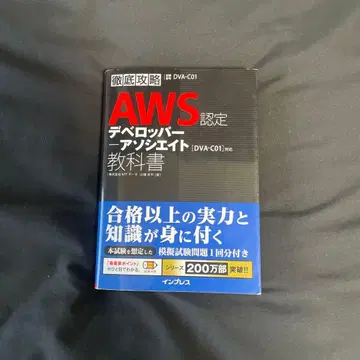 徹底攻略
試験番号 DVA-C01
AWS認定
デベロッパー
−アソシエイト[DVA-C01]対応
教科書
合格以上の実力と
知識が身に付く
本試験を想定した 模擬試験問題1回分付き
シリーズ200万部突破!!
インプレス